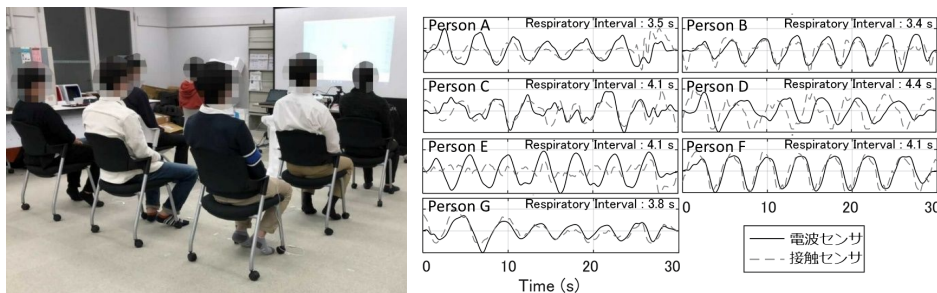 Person A Respiratory Interval : 3.5 s
Person B Respiratory Interval : 3.4 s
Person C Respiratory Interval : 4.1 s
Person D Respiratory Interval : 4.4 s
Person E Respiratory Interval : 4.1 s
Person F Respiratory Interval : 4.1 s
Person G Respiratory Interval : 3.8 s
0 10 20 30
0 10 20 30
Time (s)
電波センサ
接触センサ